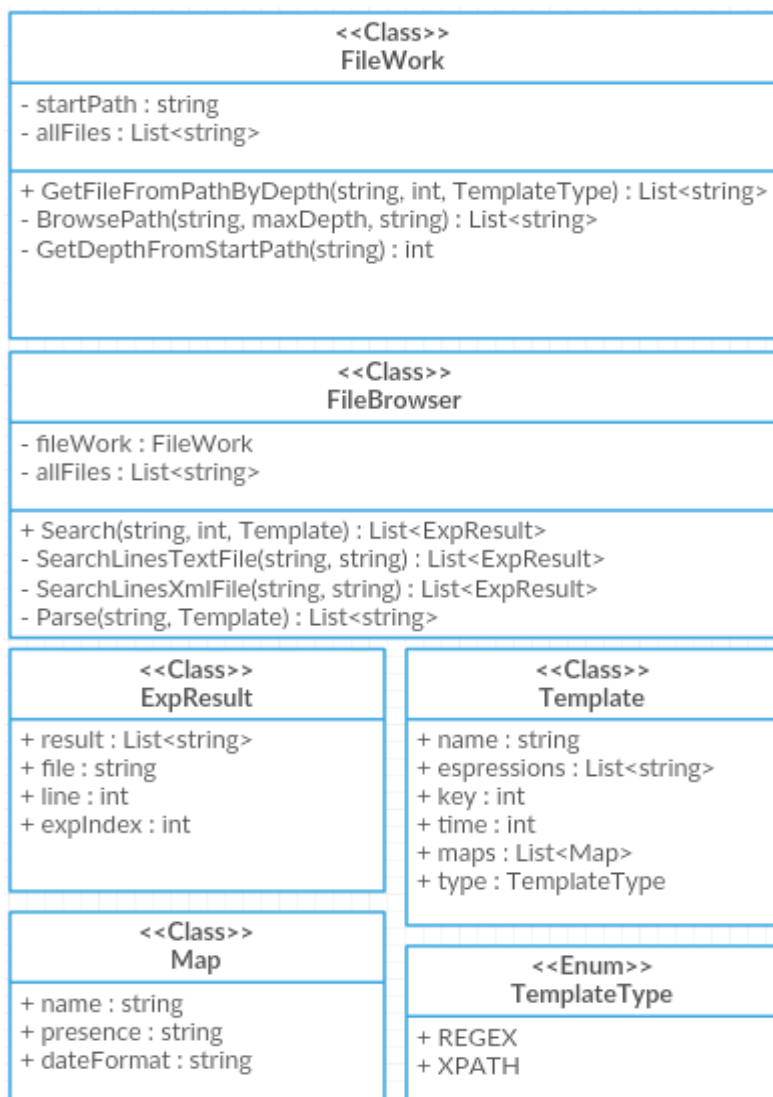 <<Class>>
FileWork
- startPath : string
- allFiles : List<string>
+ GetFileFromPathByDepth(string, int, TemplateType) : List<string>
- BrowsePath(string, maxDepth, string) : List<string>
- GetDepthFromStartPath(string) : int
<<Class>>
FileBrowser
- fileWork : FileWork
- allFiles : List<string>
+ Search(string, int, Template) : List<ExpResult>
- SearchLinesTextFile(string, string) : List<ExpResult>
- SearchLinesXmlFile(string, string) : List<ExpResult>
- Parse(string, Template) : List<string>
<<Class>>
ExpResult
+ result : List<string>
+ file : string
+ line : int
+ expIndex : int
<<Class>>
Template
+ name : string
+ espressions : List<string>
+ key : int
+ time : int
+ maps : List<Map>
+ type : TemplateType
<<Class>>
Map
+ name : string
+ presence : string
+ dateFormat : string
<<Enum>>
TemplateType
+ REGEX
+ XPATH